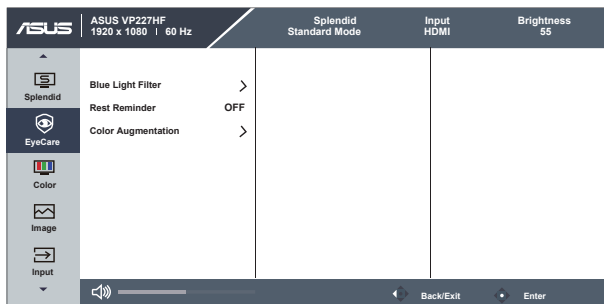 ASUS
ASUS VP227HF
1920 x 1080 | 60 Hz
Splendid
Standard Mode
Input
HDMI
Brightness
55
Splendid
EyeCare
Color
Image
Input
Blue Light Filter
Rest Reminder OFF
Color Augmentation
Back/Exit
Enter